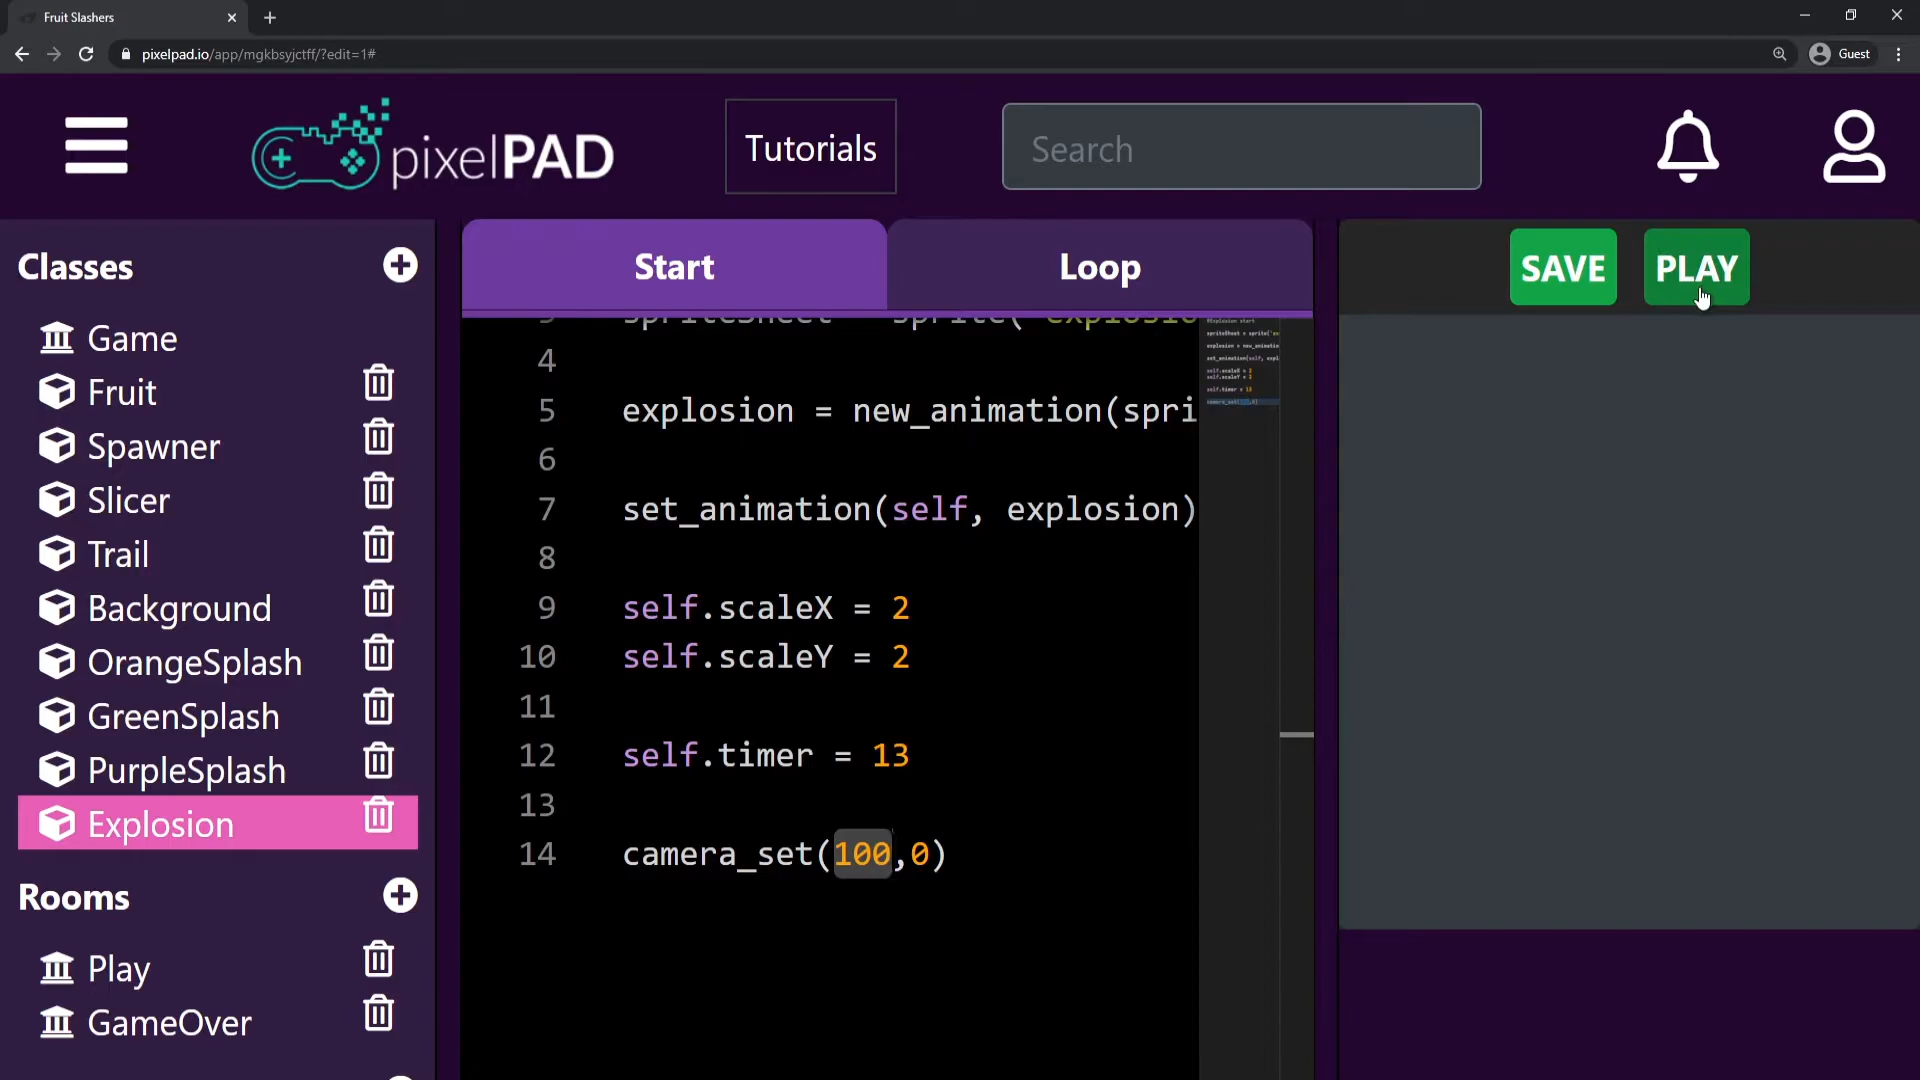 Fruit Slashers
pixelpad.io/app/mgkbsyjctff/?edit=1#
Guest
pixelPAD
Tutorials
Search
Classes
Game
Fruit
Spawner
Slicer
Trail
Background
OrangeSplash
GreenSplash
PurpleSplash
Explosion
Rooms
Play
GameOver
Start
Loop
4
5 explosion = new_animation(spri
6
7 set_animation(self, explosion)
8
9 self.scaleX = 2
10 self.scaleY = 2
11
12 self.timer = 13
13
14 camera_set(100,0)
SAVE
PLAY